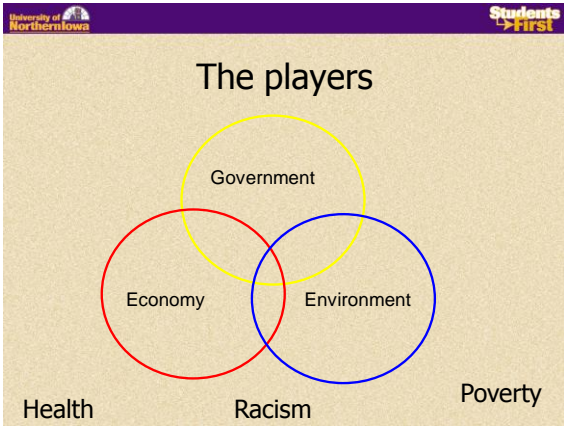 University of
NorthernIowa
Students
First
The players
Government
Economy
Environment
Health
Racism
Poverty